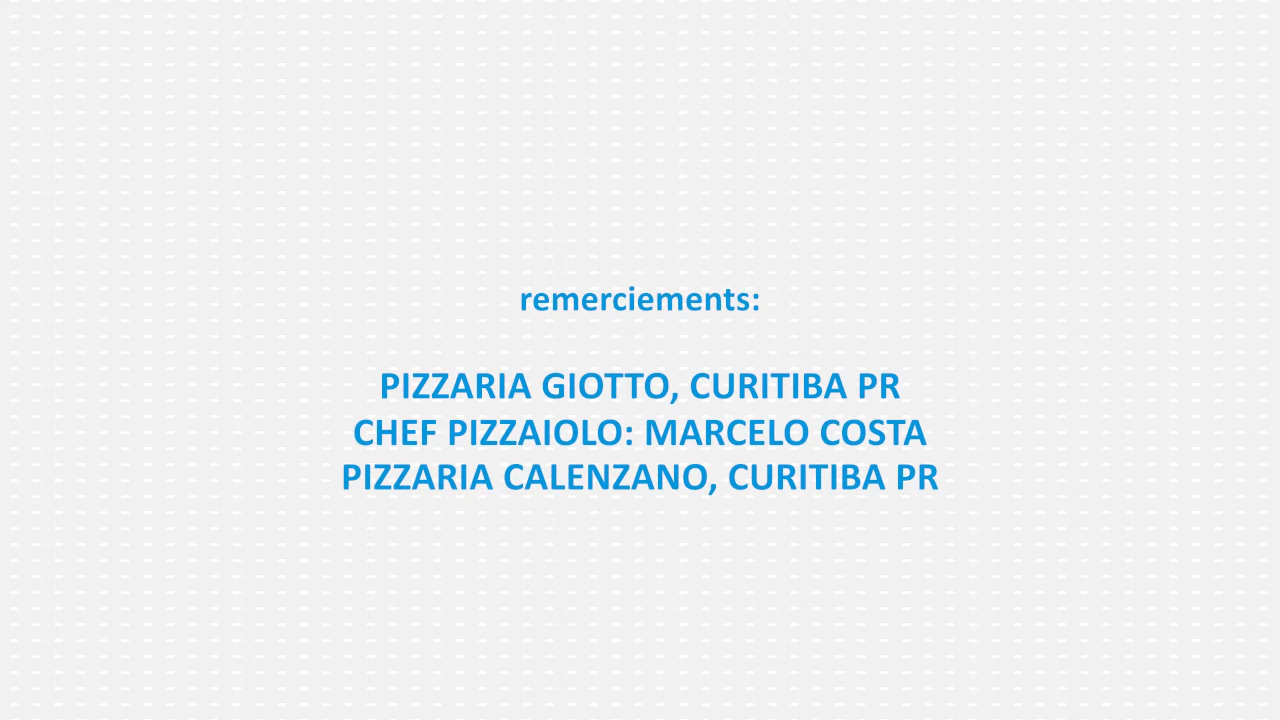 remerciements:
PIZZARIA GIOTTO, CURITIBA PR
CHEF PIZZAIOLO: MARCELO COSTA
PIZZARIA CALENZANO, CURITIBA PR